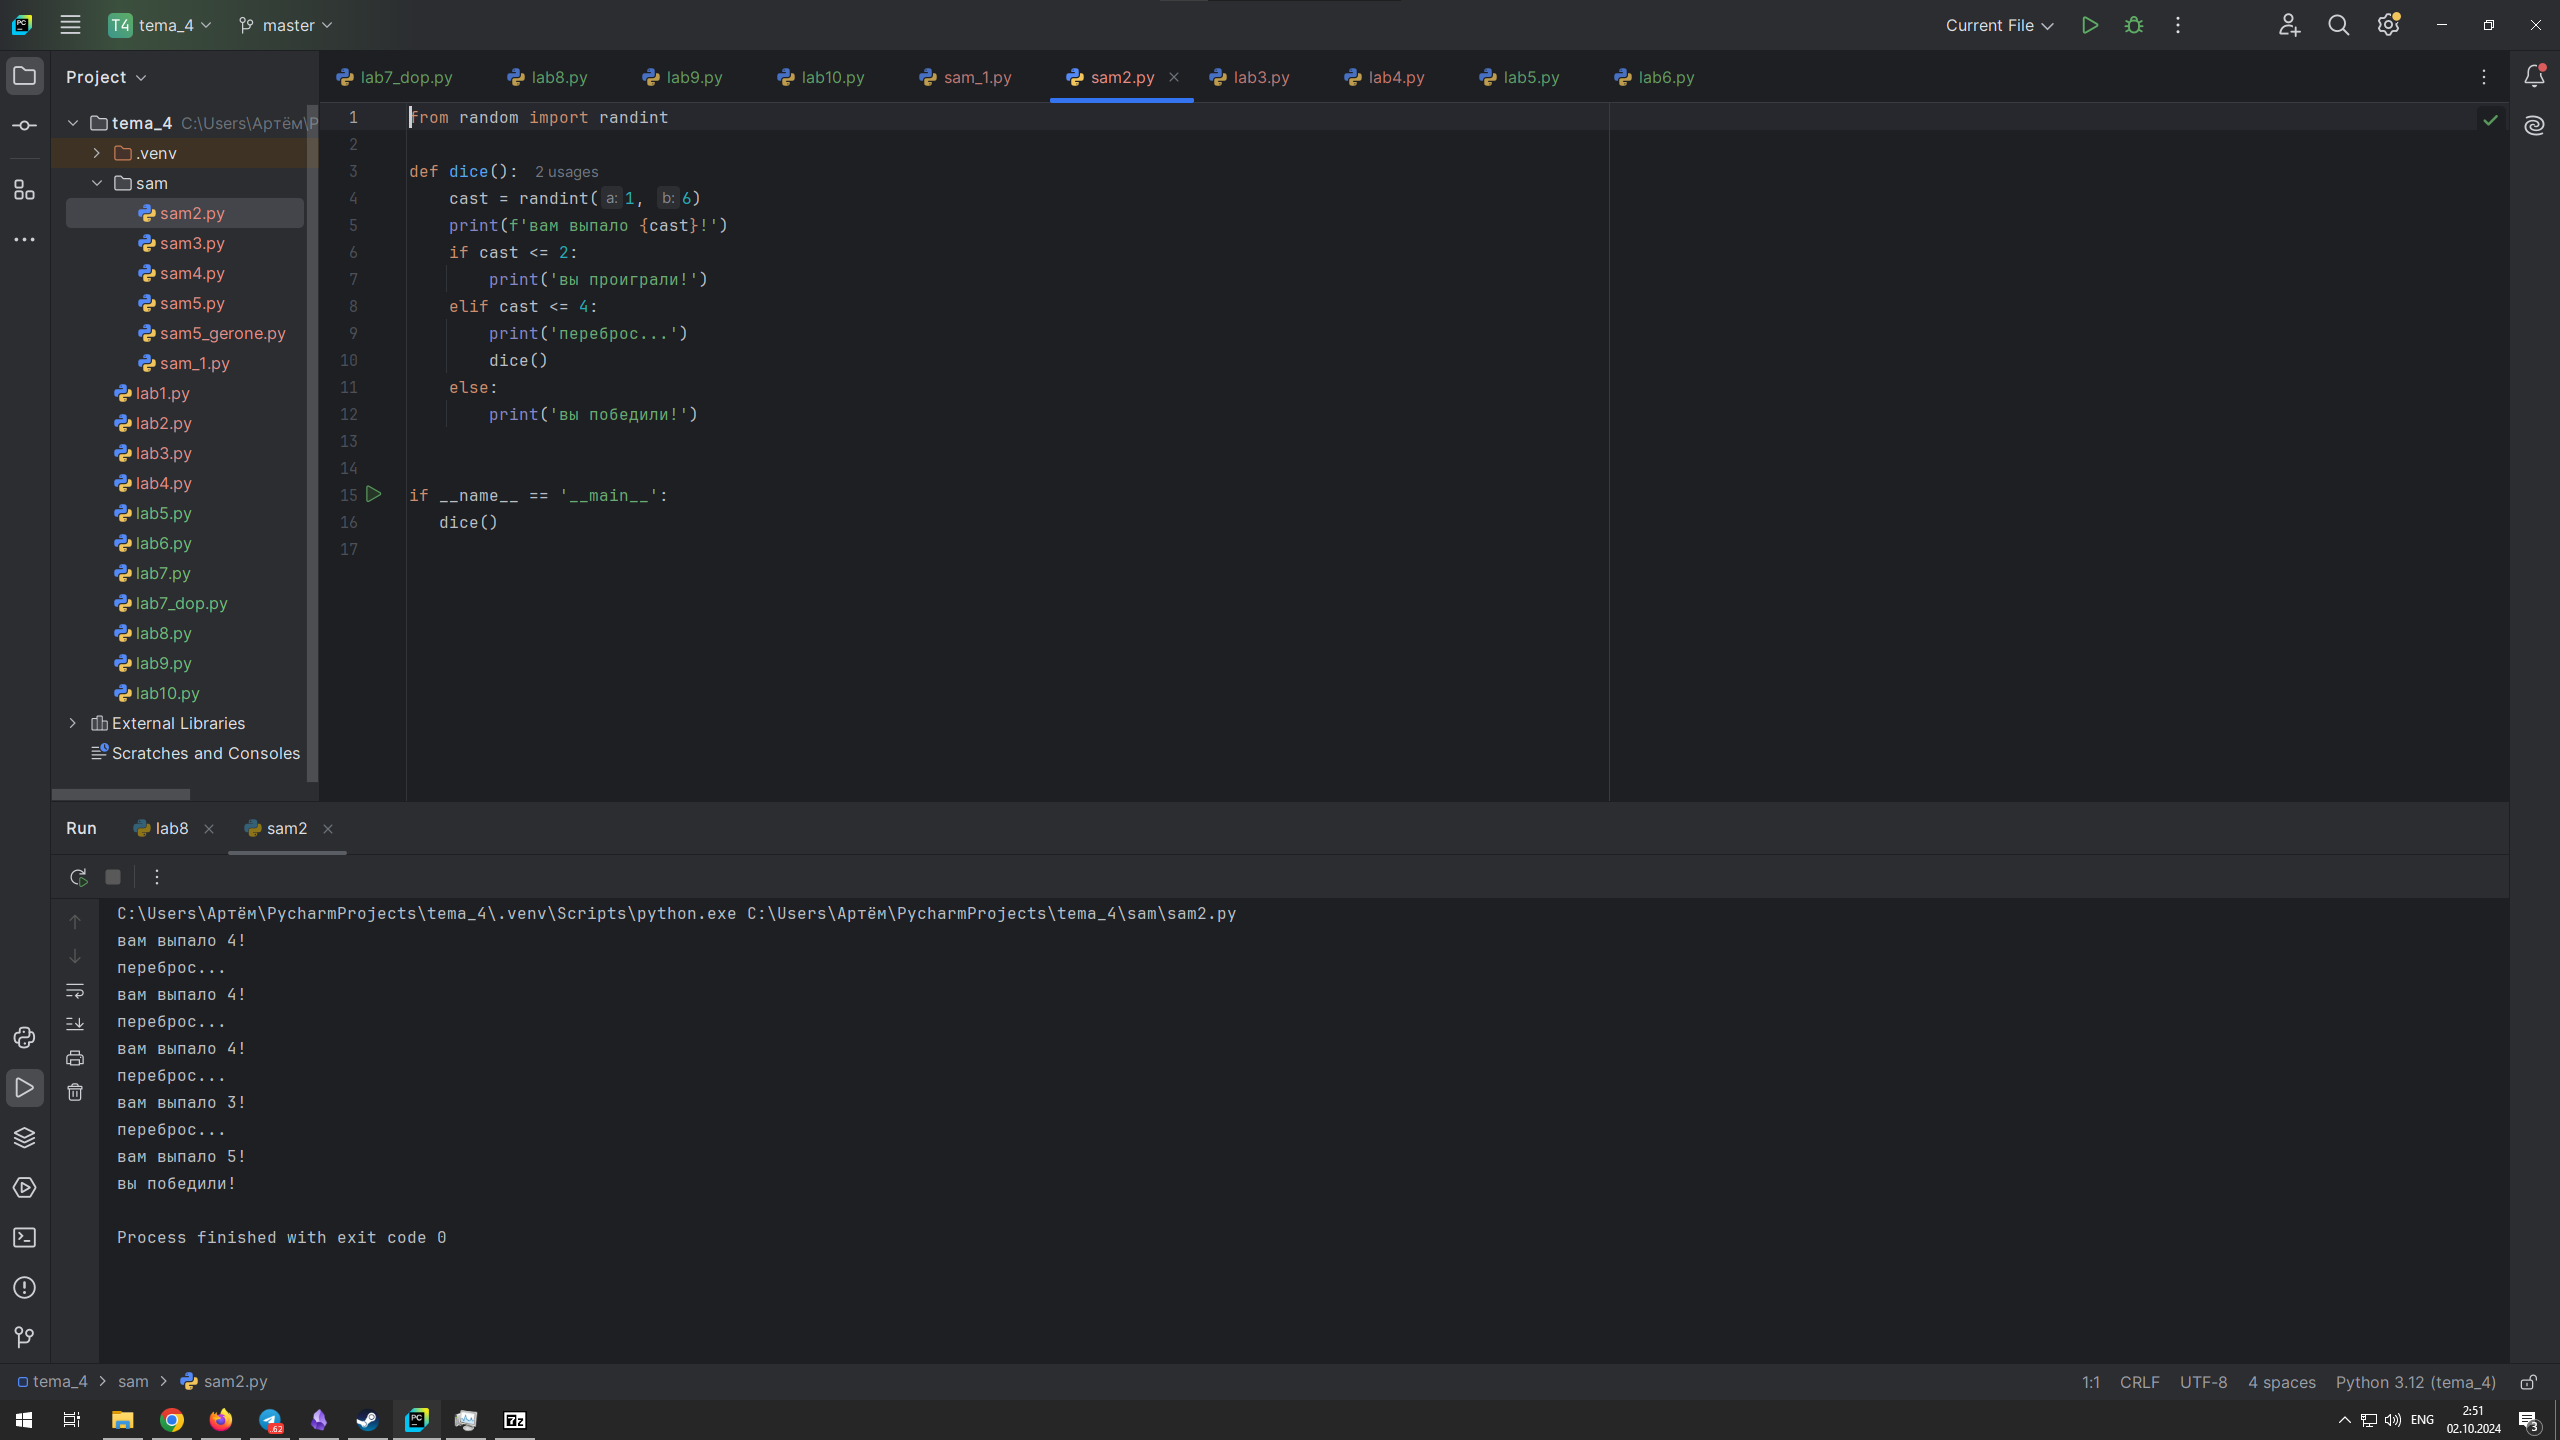 T4 tema_4 master Current File
Project
lab7_dop.py lab8.py lab9.py lab10.py sam_1.py sam2.py lab3.py lab4.py lab5.py lab6.py
tema_4 C:\Users\Артём\P
.venv
sam
sam2.py
sam3.py
sam4.py
sam5.py
sam5_gerone.py
sam_1.py
lab1.py
lab2.py
lab3.py
lab4.py
lab5.py
lab6.py
lab7.py
lab7_dop.py
lab8.py
lab9.py
lab10.py
External Libraries
Scratches and Consoles
1 from random import randint
2
3 def dice(): 2 usages
4 cast = randint(a: 1, b: 6)
5 print(f'вам выпало {cast}!')
6 if cast <= 2:
7 print('вы проиграли!')
8 elif cast <= 4:
9 print('переброс...')
10 dice()
11 else:
12 print('вы победили!')
13
14
15 if __name__ == '__main__':
16 dice()
17
Run lab8 sam2
C:\Users\Артём\PycharmProjects\tema_4\.venv\Scripts\python.exe C:\Users\Артём\PycharmProjects\tema_4\sam\sam2.py
вам выпало 4!
переброс...
вам выпало 4!
переброс...
вам выпало 4!
переброс...
вам выпало 3!
переброс...
вам выпало 5!
вы победили!
Process finished with exit code 0
tema_4 sam sam2.py
1:1 CRLF UTF-8 4 spaces Python 3.12 (tema_4)
PC 7z ENG
.62
2:51
02.10.2024
3